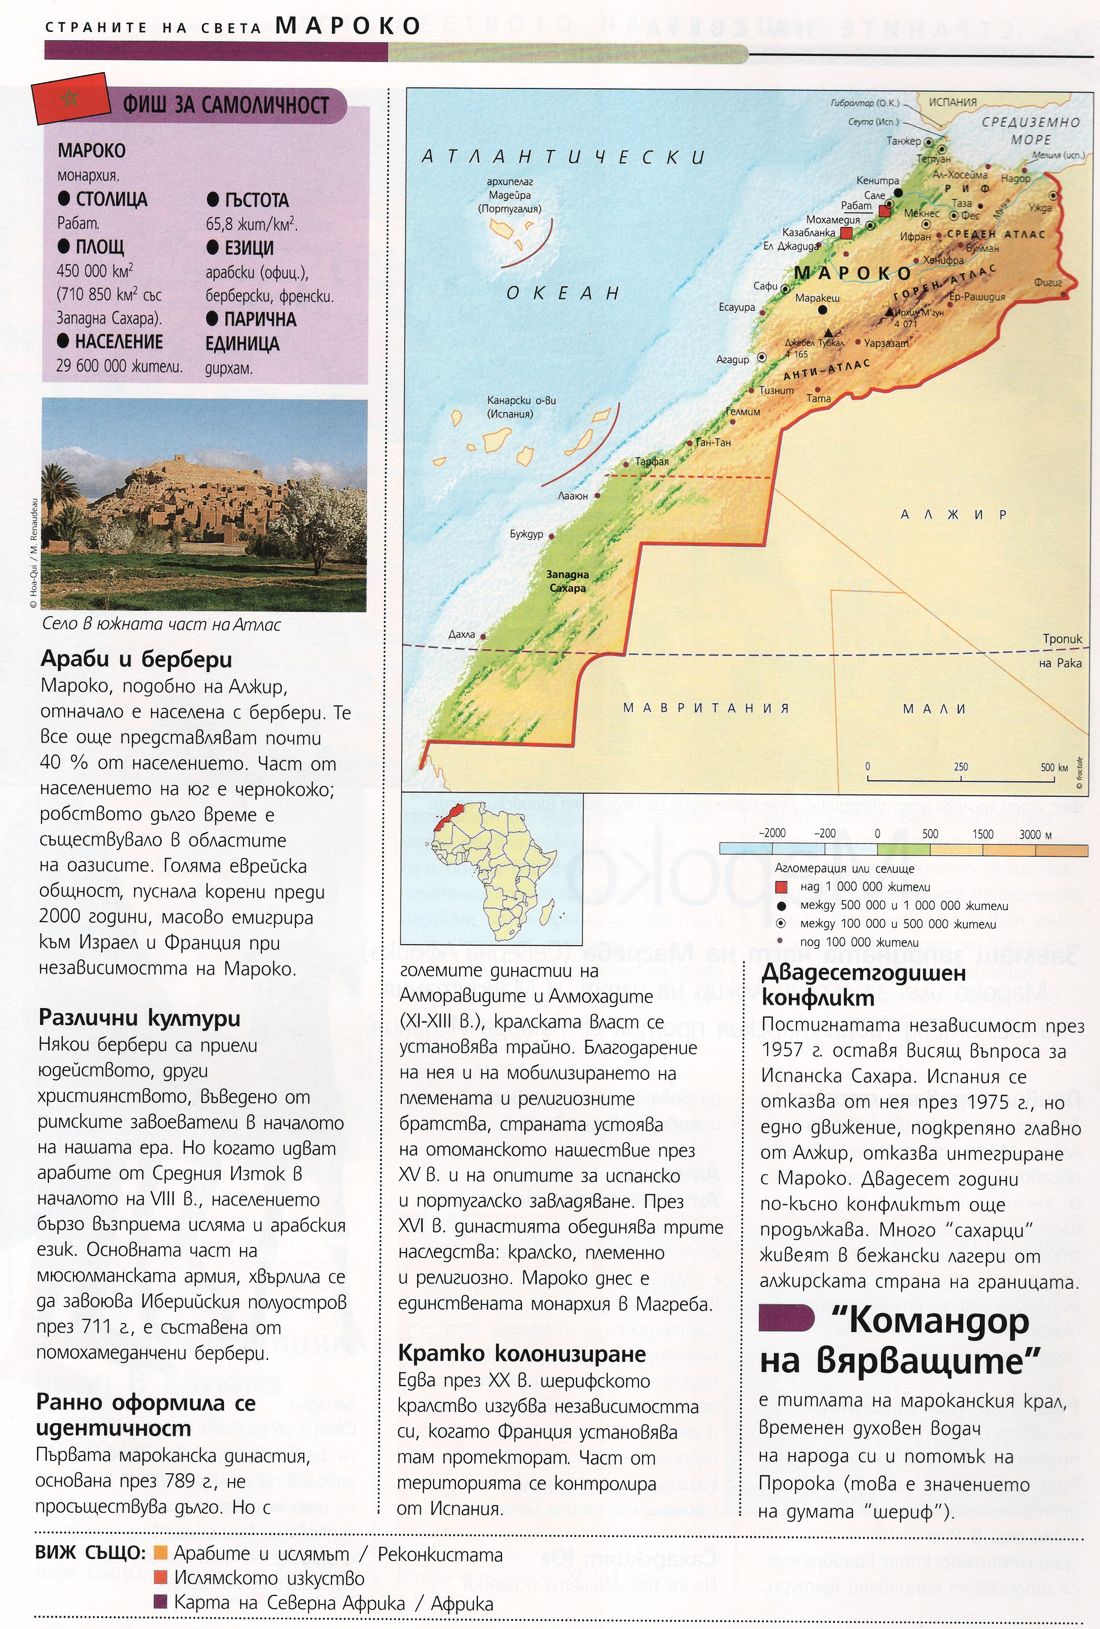 СТРАНИТЕ НА СВЕТА МАРОКО
ФИШ ЗА САМОЛИЧНОСТ
МАРОКО
монархия.
● СТОЛИЦА
Рабат.
● ПЛОЩ
450 000 км²
(710 850 км² със
Западна Сахара).
● НАСЕЛЕНИЕ
29 600 000 жители.
● ГЪСТОТА
65,8 жит/км².
● ЕЗИЦИ
арабски (офиц.),
берберски, френски.
● ПАРИЧНА
ЕДИНИЦА
дирхам.
© Hoa-Qui / M. Renaudeau
Село в южната част на Атлас
Гибралтар (О.К.)
ИСПАНИЯ
Сеута (Исп.)
СРЕДИЗЕМНО
МОРЕ
Танжер
Тетуан
Мелиля (исп.)
АТЛАНТИЧЕСКИ
ОКЕАН
архипелаг
Мадейра
(Португалия)
Ал-Хосейма
Надор
РИФ
Кенитра
Сале
Рабат
Мохамедия
Казабланка
Ел Джадида
Мекнес
Таза
Фес
Ужда
Ифран
СРЕДЕН АТЛАС
Булман
Хенифра
МАРОКО
ГОРЕН АТЛАС
Фигиг
Сафи
Маракеш
Ер-Рашидия
Есауира
Ирхил М'гун
4 071
Джебел Тубкал
4 165
Уарзазат
Агадир
АНТИ-АТЛАС
Тизнит
Тата
Гелмим
Канарски о-ви
(Испания)
Тан-Тан
Тарфая
Лааюн
АЛЖИР
Буждур
Западна
Сахара
Дахла
Тропик
на Рака
МАВРИТАНИЯ
МАЛИ
0 250 500 км
© fractale
−2000 −200 0 500 1500 3000 м
Агломерация или селище
над 1 000 000 жители
между 500 000 и 1 000 000 жители
между 100 000 и 500 000 жители
под 100 000 жители
Араби и бербери
Мароко, подобно на Алжир,
отначало е населена с бербери. Те
все още представляват почти
40 % от населението. Част от
населението на юг е чернокожо;
робството дълго време е
съществувало в областите
на оазисите. Голяма еврейска
общност, пуснала корени преди
2000 години, масово емигрира
към Израел и Франция при
независимостта на Мароко.
Различни култури
Някои бербери са приели
юдейството, други
християнството, въведено от
римските завоеватели в началото
на нашата ера. Но когато идват
арабите от Средния Изток в
началото на VIII в., населението
бързо възприема исляма и арабския
език. Основната част на
мюсюлманската армия, хвърлила се
да завоюва Иберийския полуостров
през 711 г., е съставена от
помохамеданчени бербери.
Ранно оформила се
идентичност
Първата мароканска династия,
основана през 789 г., не
просъществува дълго. Но с
големите династии на
Алморавидите и Алмохадите
(XI-XIII в.), кралската власт се
установява трайно. Благодарение
на нея и на мобилизирането на
племената и религиозните
братства, страната устоява
на отоманското нашествие през
XV в. и на опитите за испанско
и португалско завладяване. През
XVI в. династията обединява трите
наследства: кралско, племенно
и религиозно. Мароко днес е
единствената монархия в Магреба.
Кратко колонизиране
Едва през XX в. шерифското
кралство изгубва независимостта
си, когато Франция установява
там протекторат. Част от
територията се контролира
от Испания.
Двадесетгодишен
конфликт
Постигнатата независимост през
1957 г. оставя висящ въпроса за
Испанска Сахара. Испания се
отказва от нея през 1975 г., но
едно движение, подкрепяно главно
от Алжир, отказва интегриране
с Мароко. Двадесет години
по-късно конфликтът още
продължава. Много “сахарци”
живеят в бежански лагери от
алжирската страна на границата.
“Командор
на вярващите”
е титлата на мароканския крал,
временен духовен водач
на народа си и потомък на
Пророка (това е значението
на думата “шериф”).
ВИЖ СЪЩО: Арабите и ислямът / Реконкистата
Ислямското изкуство
Карта на Северна Африка / Африка